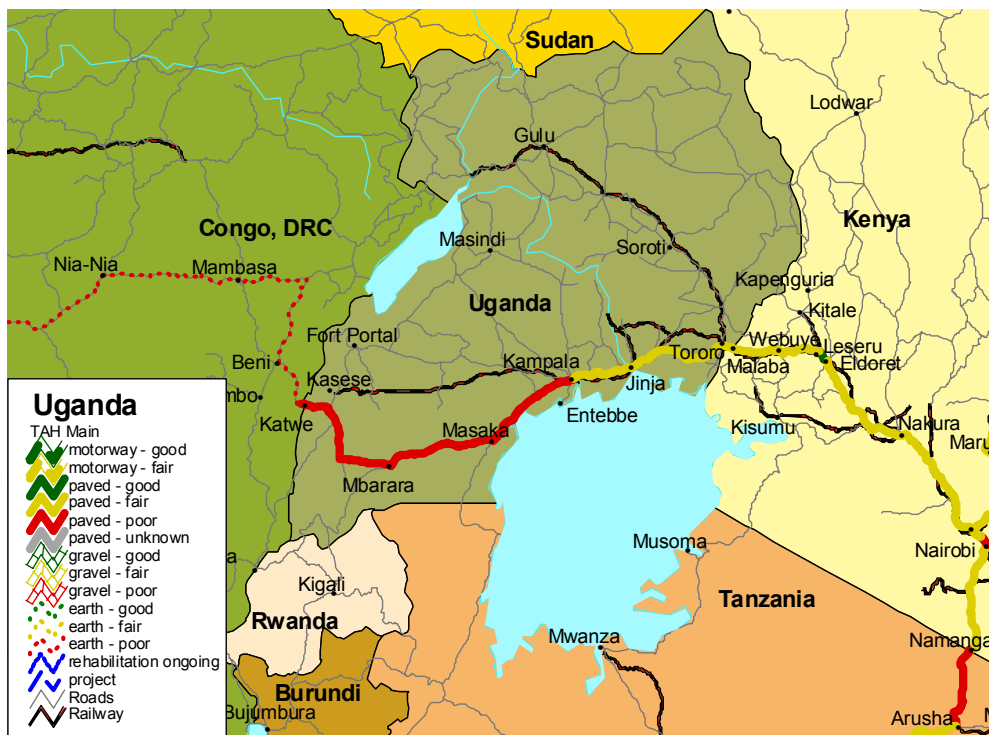 Sudan
Lodwar
Gulu
Kenya
Congo, DRC
Masindi
Soroti
Nia-Nia
Mambasa
Kapenguria
Uganda
Kitale
Fort Portal
Webuye
Leseru
Beni
Kampala
Tororo
Malaba
Eldoret
Kasese
Jinja
mbo
Katwe
Entebbe
Masaka
Kisumu
Nakura
Maru
Mbarara
Uganda
TAH Main
motorway - good
motorway - fair
paved - good
paved - fair
paved - poor
paved - unknown
gravel - good
gravel - fair
gravel - poor
earth - good
earth - fair
earth - poor
rehabilitation ongoing
project
Roads
Railway
a
Musoma
Nairobi
Kigali
Rwanda
Tanzania
Mwanza
Namanga
Burundi
Bujumbura
Arusha
M